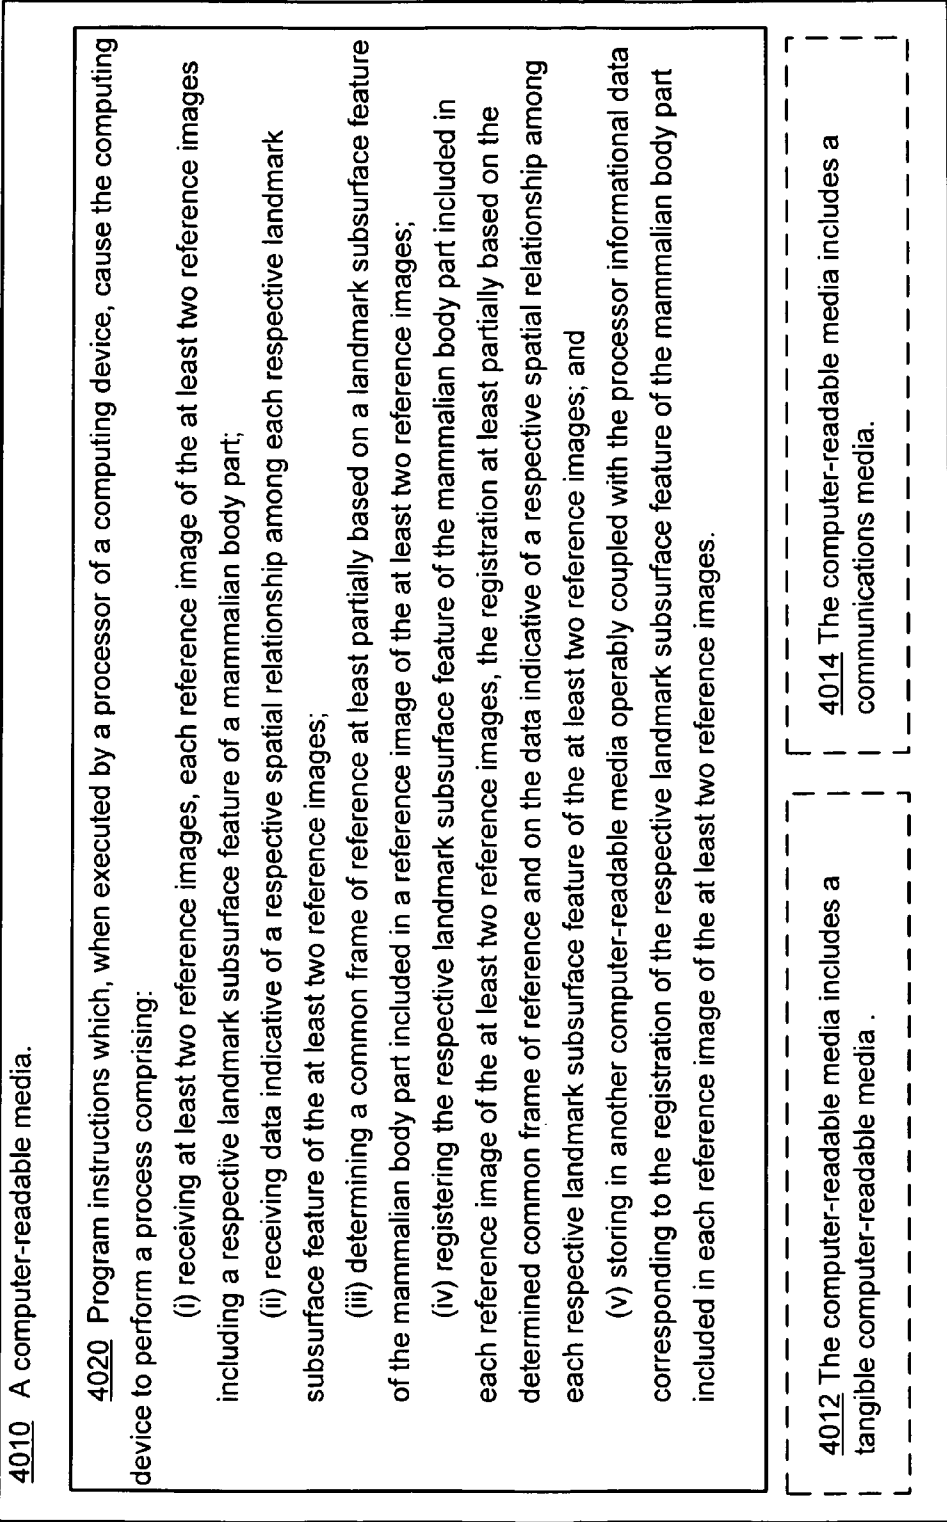 4010 A computer-readable media.
4020 Program instructions which, when executed by a processor of a computing device, cause the computing
device to perform a process comprising:
(i) receiving at least two reference images, each reference image of the at least two reference images
including a respective landmark subsurface feature of a mammalian body part;
(ii) receiving data indicative of a respective spatial relationship among each respective landmark
subsurface feature of the at least two reference images;
(iii) determining a common frame of reference at least partially based on a landmark subsurface feature
of the mammalian body part included in a reference image of the at least two reference images;
(iv) registering the respective landmark subsurface feature of the mammalian body part included in
each reference image of the at least two reference images, the registration at least partially based on the
determined common frame of reference and on the data indicative of a respective spatial relationship among
each respective landmark subsurface feature of the at least two reference images; and
(v) storing in another computer-readable media operably coupled with the processor informational data
corresponding to the registration of the respective landmark subsurface feature of the mammalian body part
included in each reference image of the at least two reference images.
4012 The computer-readable media includes a
tangible computer-readable media .
4014 The computer-readable media includes a
communications media.